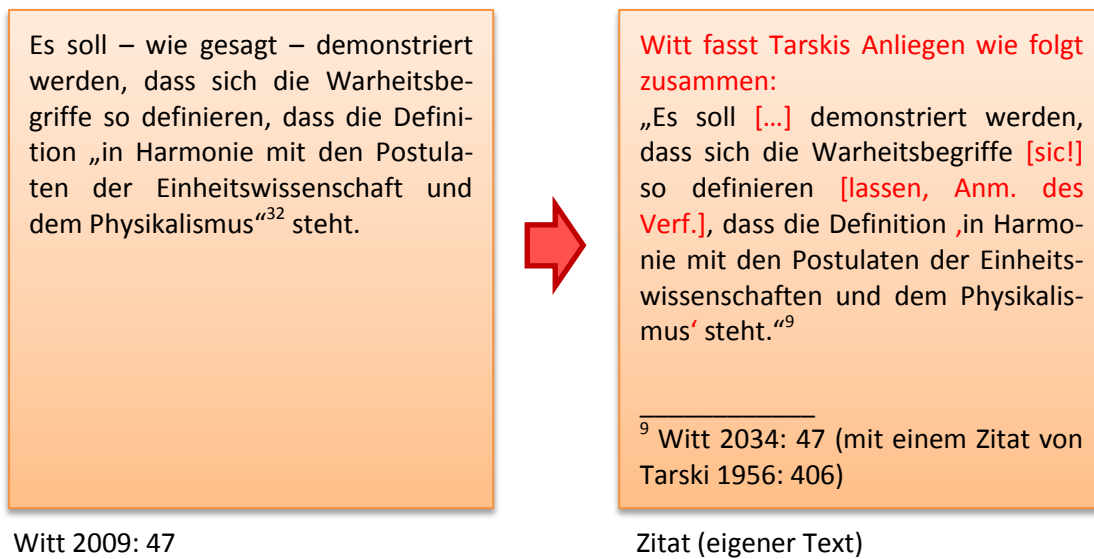 Es soll – wie gesagt – demonstriert
werden, dass sich die Warheitsbe-
griffe so definieren, dass die Defini-
tion „in Harmonie mit den Postula-
ten der Einheitswissenschaft und
dem Physikalismus“32 steht.
Witt 2009: 47
Witt fasst Tarskis Anliegen wie folgt
zusammen:
„Es soll [...] demonstriert werden,
dass sich die Warheitsbegriffe [sic!]
so definieren [lassen, Anm. des
Verf.], dass die Definition ‚in Harmo-
nie mit den Postulaten der Einheits-
wissenschaften und dem Physikalis-
mus‘ steht.“9
9 Witt 2034: 47 (mit einem Zitat von
Tarski 1956: 406)
Zitat (eigener Text)